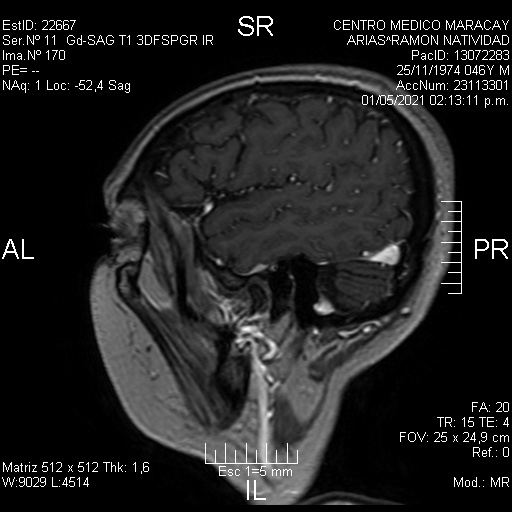 EstID: 22667
Ser.Nº 11 Gd-SAG T1 3DFSPGR IR
Ima.Nº 170
PE= --
NAq: 1 Loc: -52,4 Sag
SR
CENTRO MEDICO MARACAY
ARIAS^RAMON NATIVIDAD
PacID: 13072283
25/11/1974 046Y M
AccNum: 23113301
01/05/2021 02:13:11 p.m.
AL
PR
Matriz 512 x 512 Thk: 1,6
W:9029 L:4514
Esc 1=5 mm
IL
FA: 20
TR: 15 TE: 4
FOV: 25 x 24,9 cm
Ref.: 0
Mod.: MR